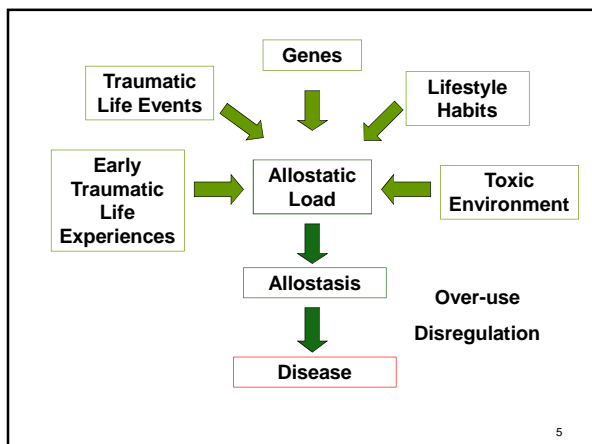 Genes
Traumatic
Life Events
Lifestyle
Habits
Early
Traumatic
Life
Experiences
Allostatic
Load
Toxic
Environment
Allostasis
Over-use
Disregulation
Disease
5